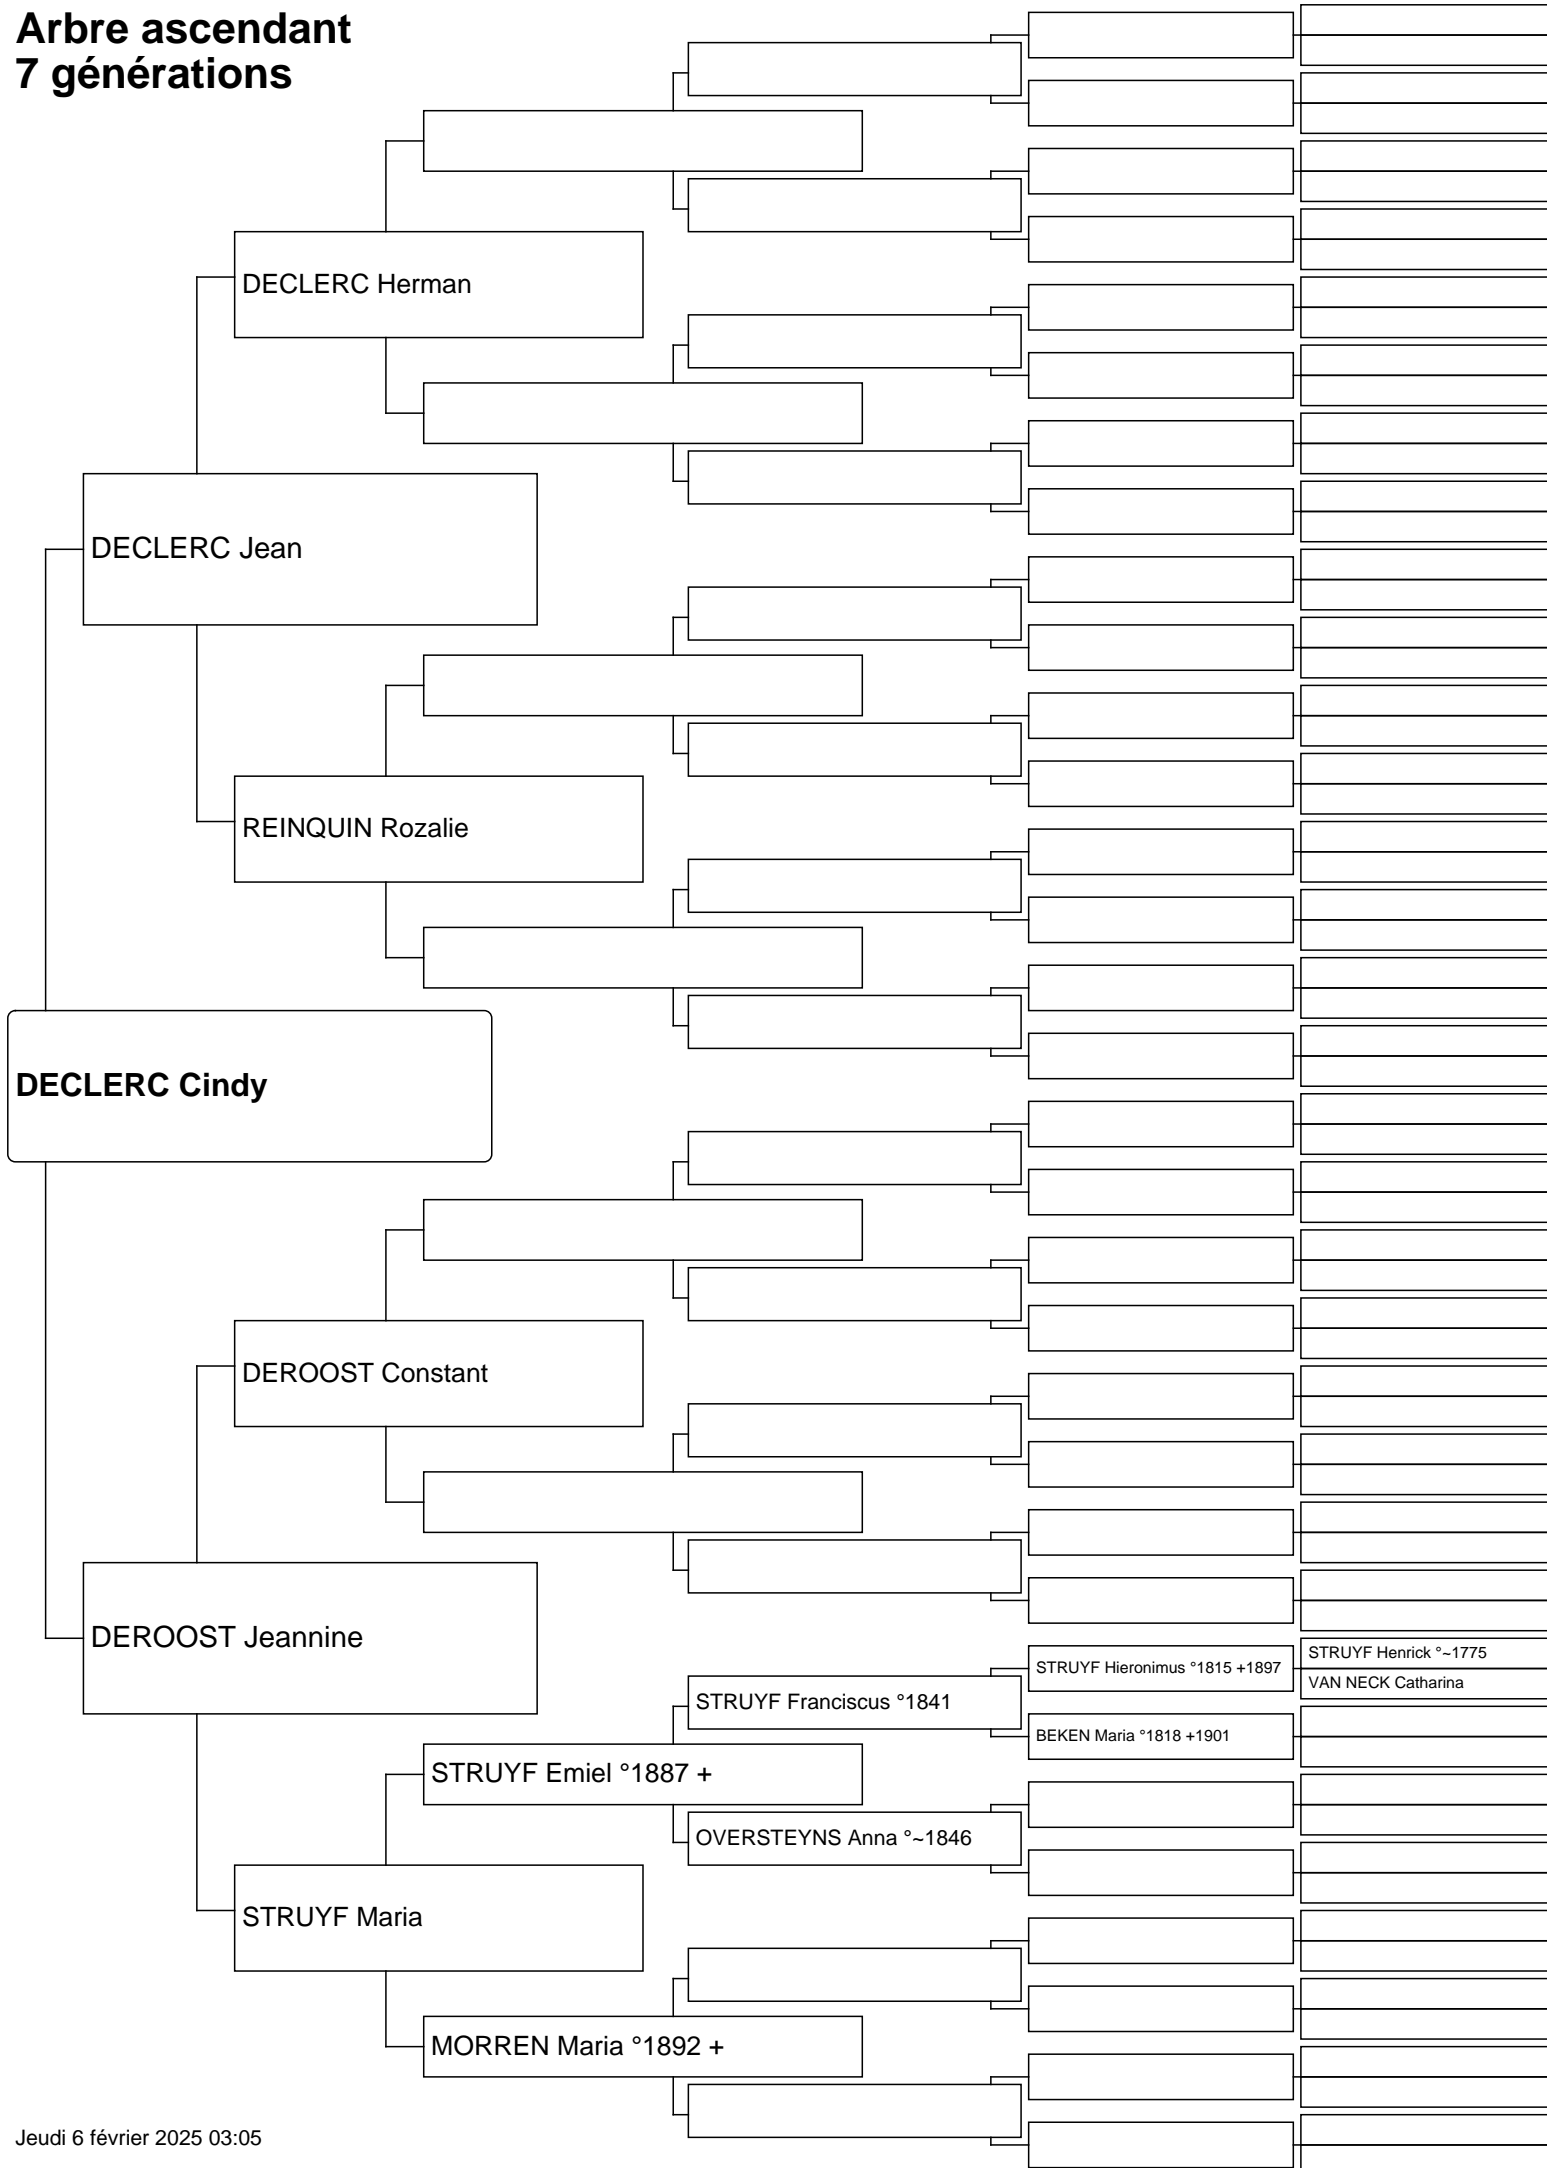 Arbre ascendant
7 générations
DECLERC Herman
DECLERC Jean
REINQUIN Rozalie
DECLERC Cindy
DEROOST Constant
DEROOST Jeannine
STRUYF Henrick °~1775
STRUYF Hieronimus °1815 +1897
VAN NECK Catharina
STRUYF Franciscus °1841
BEKEN Maria °1818 +1901
STRUYF Emiel °1887 +
OVERSTEYNS Anna °~1846
STRUYF Maria
MORREN Maria °1892 +
Jeudi 6 février 2025 03:05